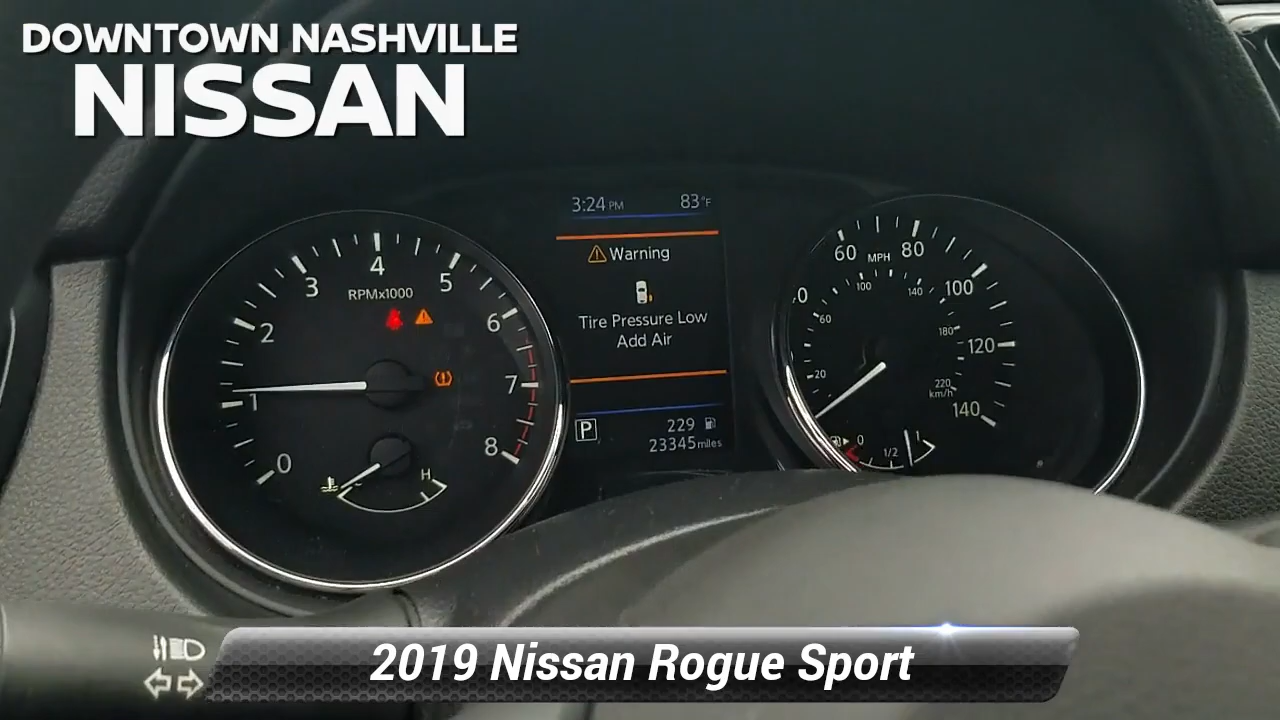 DOWNTOWN NASHVILLE
NISSAN
3:24 PM 83°F
Warning
Tire Pressure Low
Add Air
P 229
23345 miles
0 1 2 3 4 5 6 7 8
RPMx1000
H
60 80 100 120 140
MPH
20 60 100 140 180 220
km/h
0 1/2 1
2019 Nissan Rogue Sport